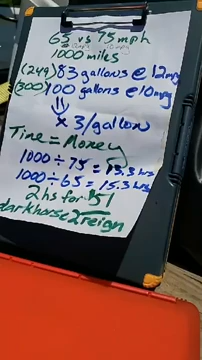 65 vs 75 mph
1000 miles
(249) 83 gallons @ 12mpg
(300) 100 gallons @ 10mpg
x 3/gallon
Time = Money
1000 ÷ 75 = 13.3 hrs
1000 ÷ 65 = 15.3 hrs
2hs for $51
darkhorse2reign